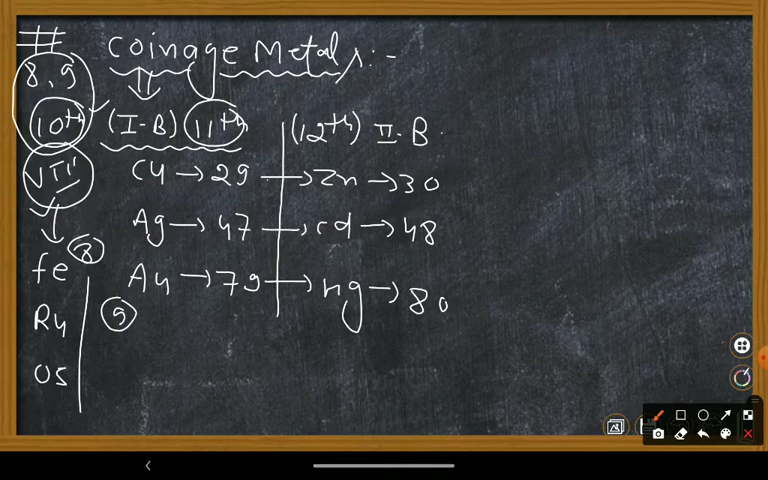 # Coinage Metal :-
8, 9
10th (I-B) 11th (12th) II-B
VIII
Cu → 29 → Zn → 30
Ag → 47 → Cd → 48
Au → 79 → Hg → 80
Fe 8
Ru 9
Os